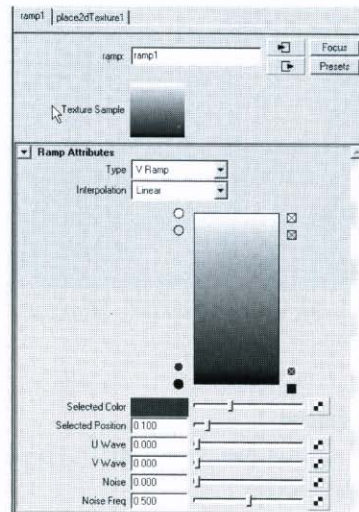 ramp1 place2dTexture1
ramp: ramp1 Focus
Presets
Texture Sample
Ramp Attributes
Type V Ramp
Interpolation Linear
Selected Color
Selected Position 0.100
U Wave 0.000
V Wave 0.000
Noise 0.000
Noise Freq 0.500